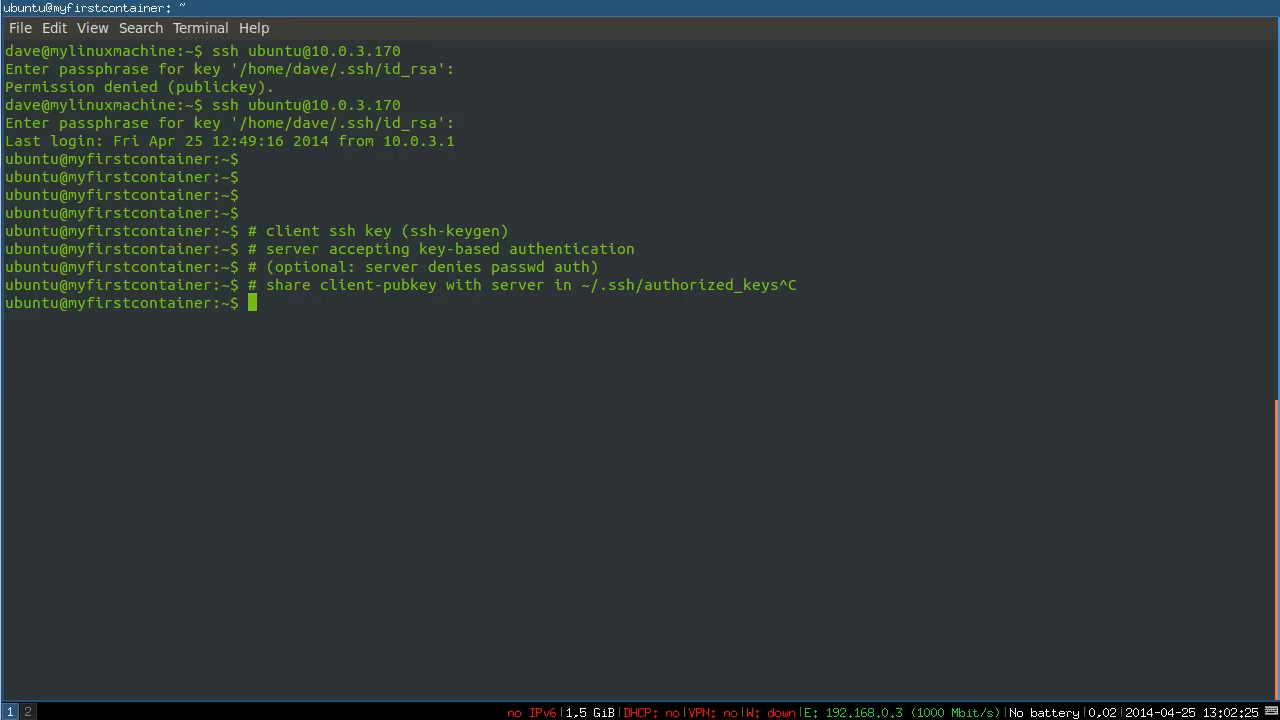 ubuntu@myfirstcontainer: ~
File Edit View Search Terminal Help
dave@mylinuxmachine:~$ ssh ubuntu@10.0.3.170
Enter passphrase for key '/home/dave/.ssh/id_rsa':
Permission denied (publickey).
dave@mylinuxmachine:~$ ssh ubuntu@10.0.3.170
Enter passphrase for key '/home/dave/.ssh/id_rsa':
Last login: Fri Apr 25 12:49:16 2014 from 10.0.3.1
ubuntu@myfirstcontainer:~$
ubuntu@myfirstcontainer:~$
ubuntu@myfirstcontainer:~$
ubuntu@myfirstcontainer:~$
ubuntu@myfirstcontainer:~$ # client ssh key (ssh-keygen)
ubuntu@myfirstcontainer:~$ # server accepting key-based authentication
ubuntu@myfirstcontainer:~$ # (optional: server denies passwd auth)
ubuntu@myfirstcontainer:~$ # share client-pubkey with server in ~/.ssh/authorized_keys^C
ubuntu@myfirstcontainer:~$
1 2 no IPv6|1,5 GiB|DHCP: no|VPN: no|W: down|E: 192.168.0.3 (1000 Mbit/s)|No battery|0.02|2014-04-25 13:02:25